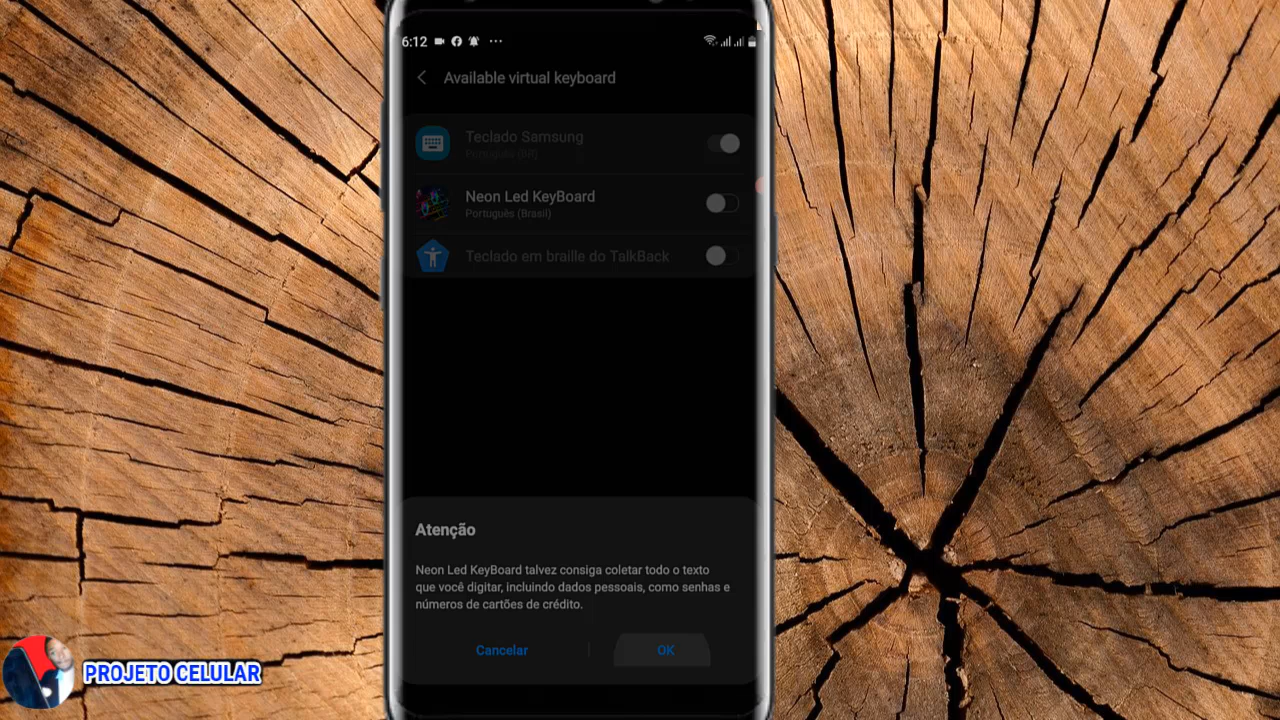 6:12
Available virtual keyboard
Teclado Samsung
Português (BR)
Neon Led KeyBoard
Português (Brasil)
Teclado em braille do TalkBack
Atenção
Neon Led KeyBoard talvez consiga coletar todo o texto
que você digitar, incluindo dados pessoais, como senhas e
números de cartões de crédito.
Cancelar
OK
PROJETO CELULAR